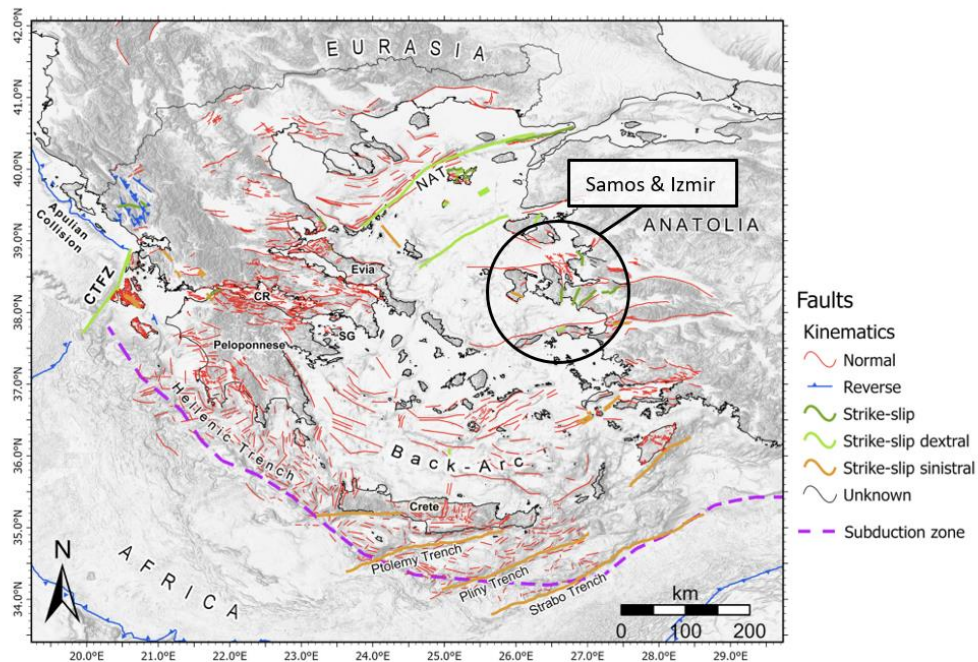 42.0°N
41.0°N
40.0°N
39.0°N
38.0°N
37.0°N
36.0°N
35.0°N
34.0°N
EURASIA
NAT
Samos & Izmir
ANATOLIA
Apulian
Collision
CTFZ
Evia
CR
SG
Peloponnese
Hellenic Trench
Back-Arc
Crete
Ptolemy Trench
Pliny Trench
Strabo Trench
AFRICA
N
km
0 100 200
20.0°E 21.0°E 22.0°E 23.0°E 24.0°E 25.0°E 26.0°E 27.0°E 28.0°E 29.0°E
Faults
Kinematics
Normal
Reverse
Strike-slip
Strike-slip dextral
Strike-slip sinistral
Unknown
Subduction zone